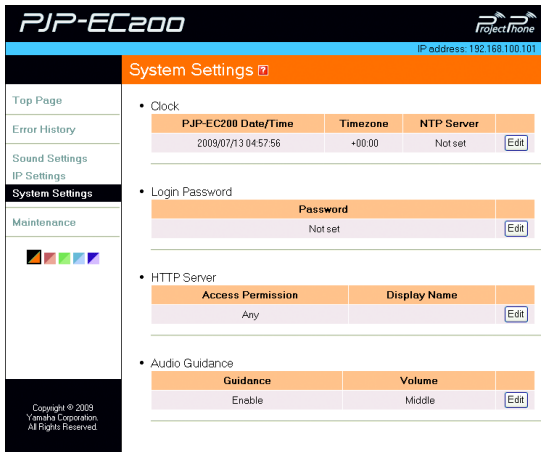 PJP-EC200
ProjectPhone
IP address: 192.168.100.101
System Settings ?
Top Page
Error History
Sound Settings
IP Settings
System Settings
Maintenance
• Clock
PJP-EC200 Date/Time Timezone NTP Server
2009/07/13 04:57:56 +00:00 Not set Edit
• Login Password
Password
Not set Edit
• HTTP Server
Access Permission Display Name
Any Edit
• Audio Guidance
Guidance Volume
Enable Middle Edit
Copyright © 2009
Yamaha Corporation.
All Rights Reserved.